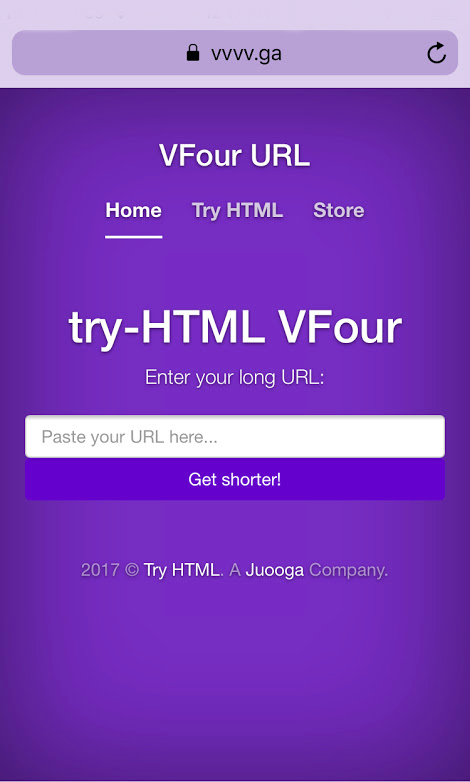 vvvv.ga
VFour URL
Home Try HTML Store
try-HTML VFour
Enter your long URL:
Paste your URL here...
Get shorter!
2017 © Try HTML. A Juooga Company.